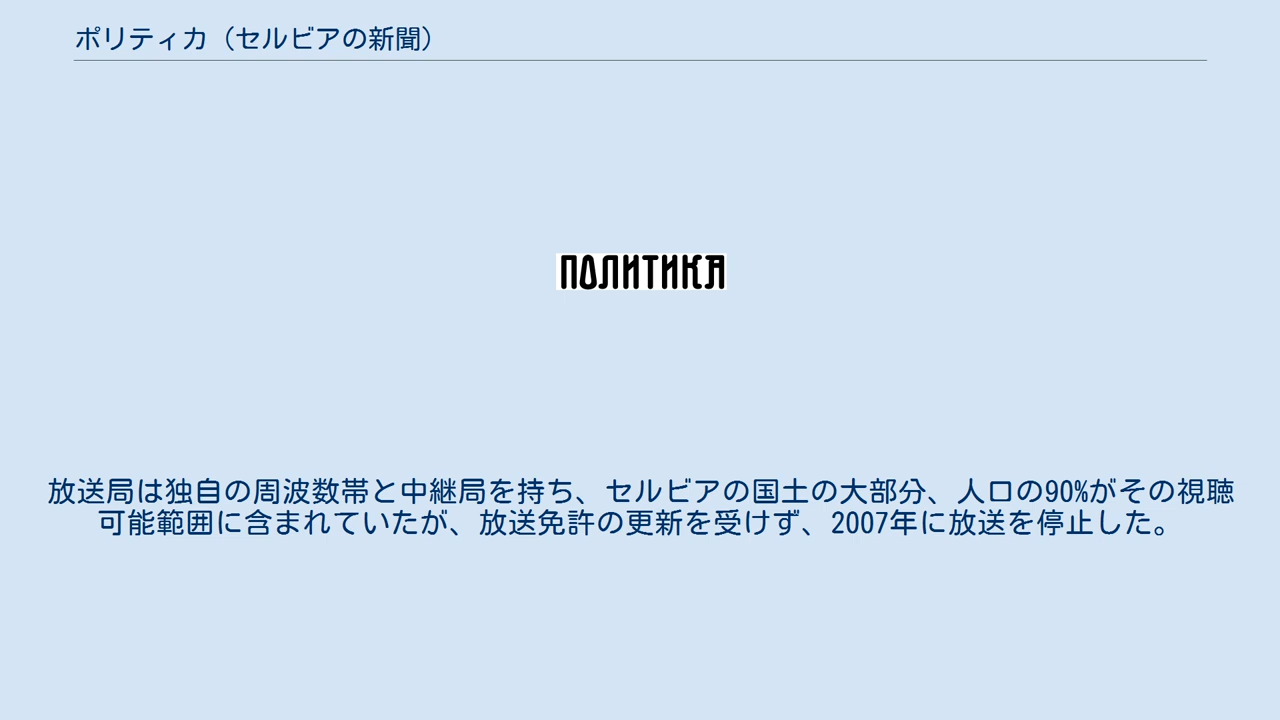 ポリティカ（セルビアの新聞）
ПОЛИТИКА
放送局は独自の周波数帯と中継局を持ち、セルビアの国土の大部分、人口の90%がその視聴
可能範囲に含まれていたが、放送免許の更新を受けず、2007年に放送を停止した。